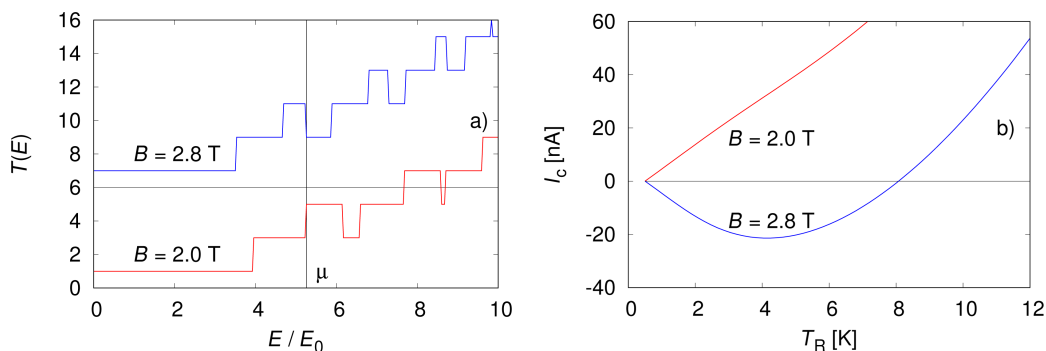 16
14
12
10
8
6
4
2
0
T(E)
a)
B = 2.8 T
B = 2.0 T
μ
0 2 4 6 8 10
E / E₀
60
40
20
0
-20
-40
I_c [nA]
b)
B = 2.0 T
B = 2.8 T
0 2 4 6 8 10 12
T_R [K]